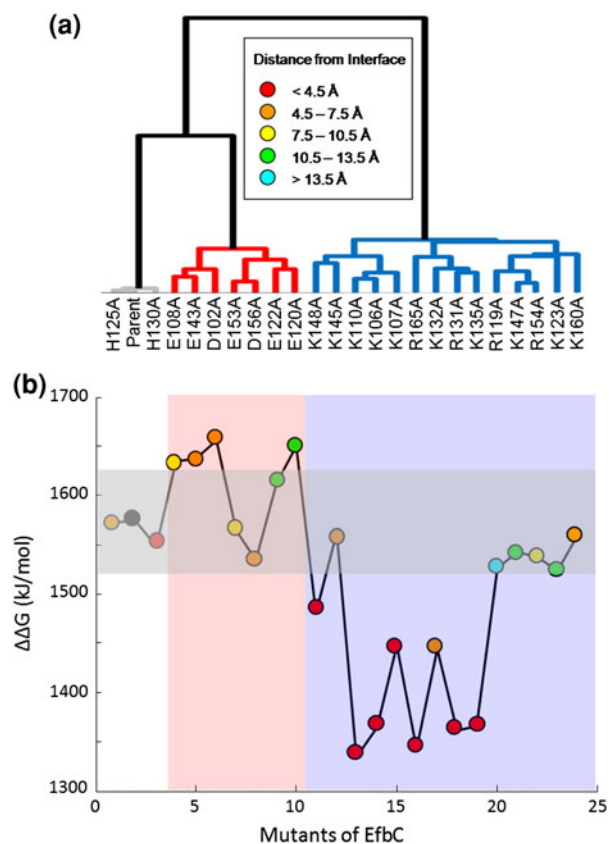 (a)
Distance from Interface
< 4.5 Å
4.5 – 7.5 Å
7.5 – 10.5 Å
10.5 – 13.5 Å
> 13.5 Å
H125A
Parent
H130A
E108A
E143A
D102A
E153A
D156A
E122A
E120A
K148A
K145A
K110A
K106A
K107A
R165A
K132A
R131A
K135A
R119A
K147A
R154A
K123A
K160A
(b)
1700
1600
1500
1400
1300
ΔΔG (kJ/mol)
0 5 10 15 20 25
Mutants of EfbC